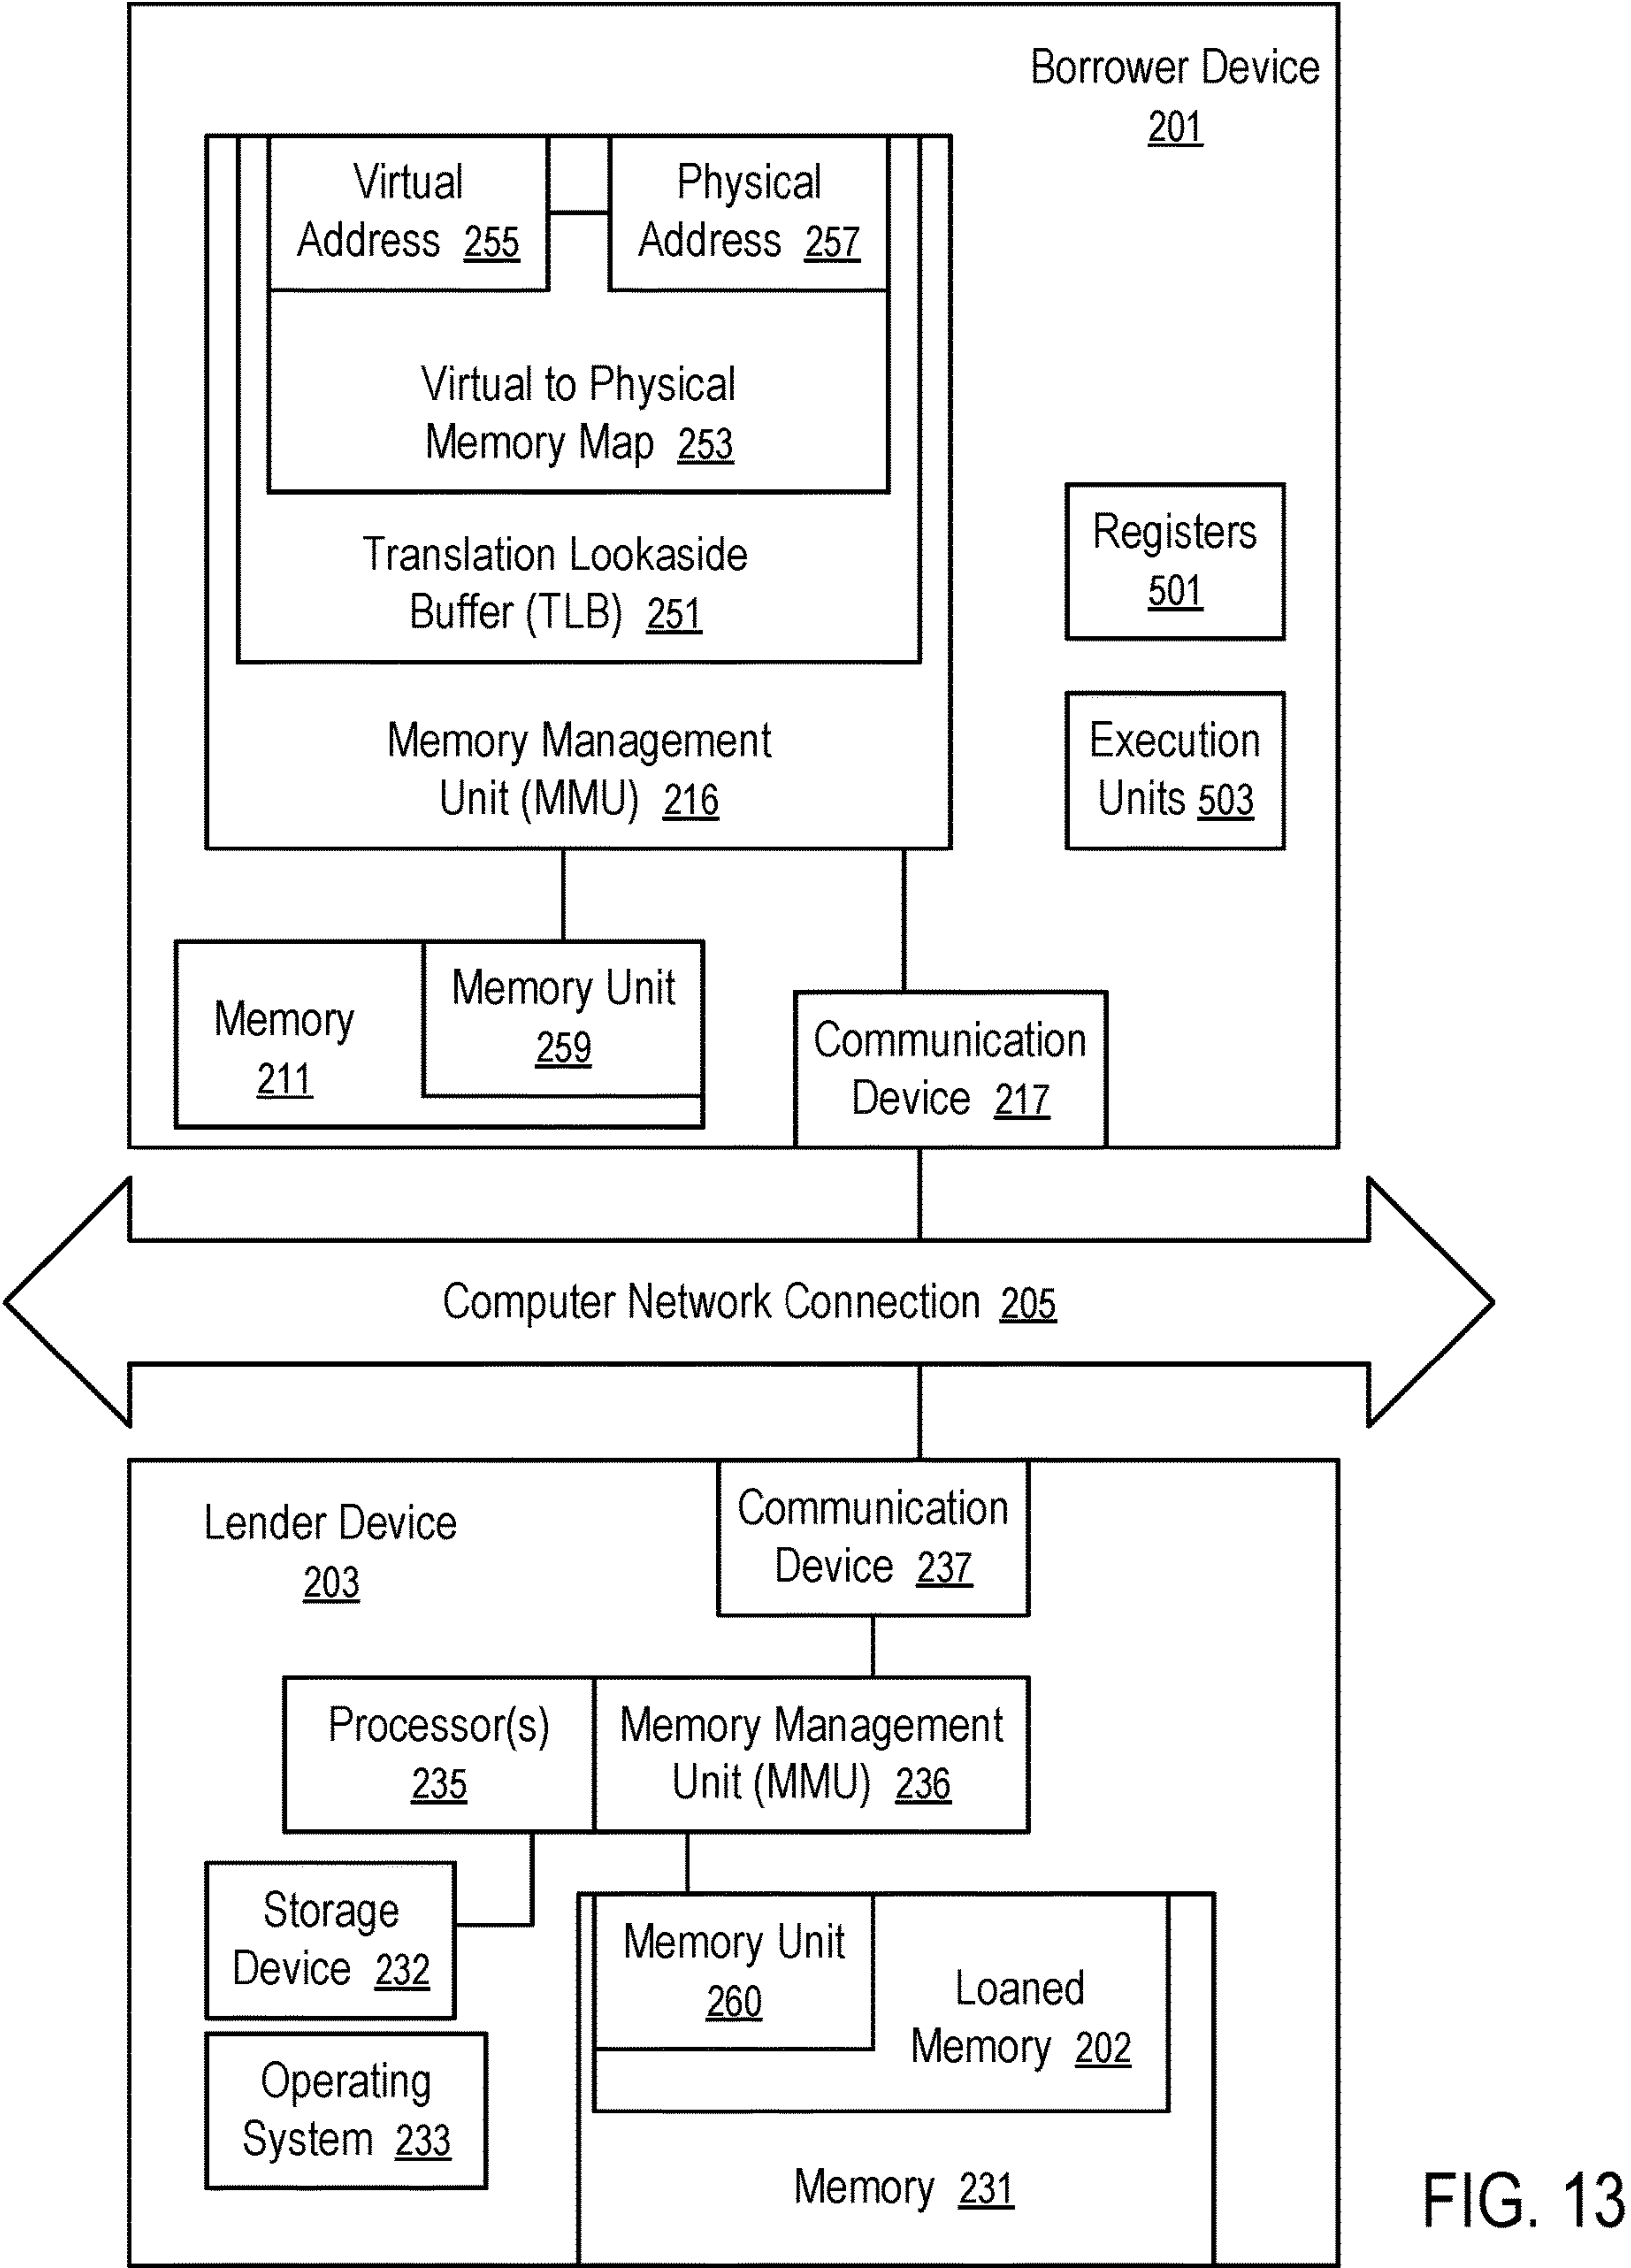 Borrower Device
201
Virtual
Address 255
Physical
Address 257
Virtual to Physical
Memory Map 253
Translation Lookaside
Buffer (TLB) 251
Memory Management
Unit (MMU) 216
Registers
501
Execution
Units 503
Memory
211
Memory Unit
259
Communication
Device 217
Computer Network Connection 205
Lender Device
203
Communication
Device 237
Processor(s)
235
Memory Management
Unit (MMU) 236
Storage
Device 232
Operating
System 233
Memory Unit
260
Loaned
Memory 202
Memory 231
FIG. 13